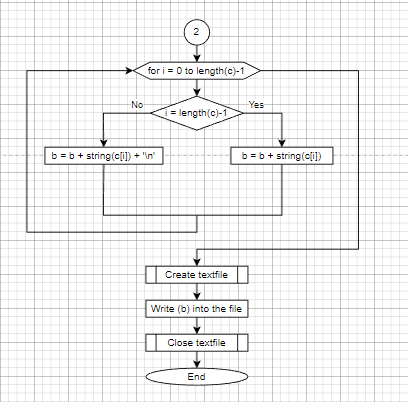 2
for i = 0 to length(c)-1
No
Yes
i = length(c)-1
b = b + string(c[i]) + '\n'
b = b + string(c[i])
Create textfile
Write (b) into the file
Close textfile
End